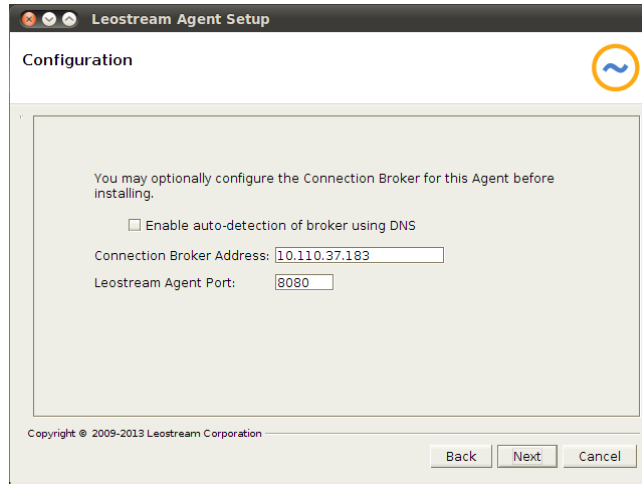 Leostream Agent Setup
Configuration
You may optionally configure the Connection Broker for this Agent before
installing.
Enable auto-detection of broker using DNS
Connection Broker Address: 10.110.37.183
Leostream Agent Port: 8080
Copyright © 2009-2013 Leostream Corporation
Back Next Cancel